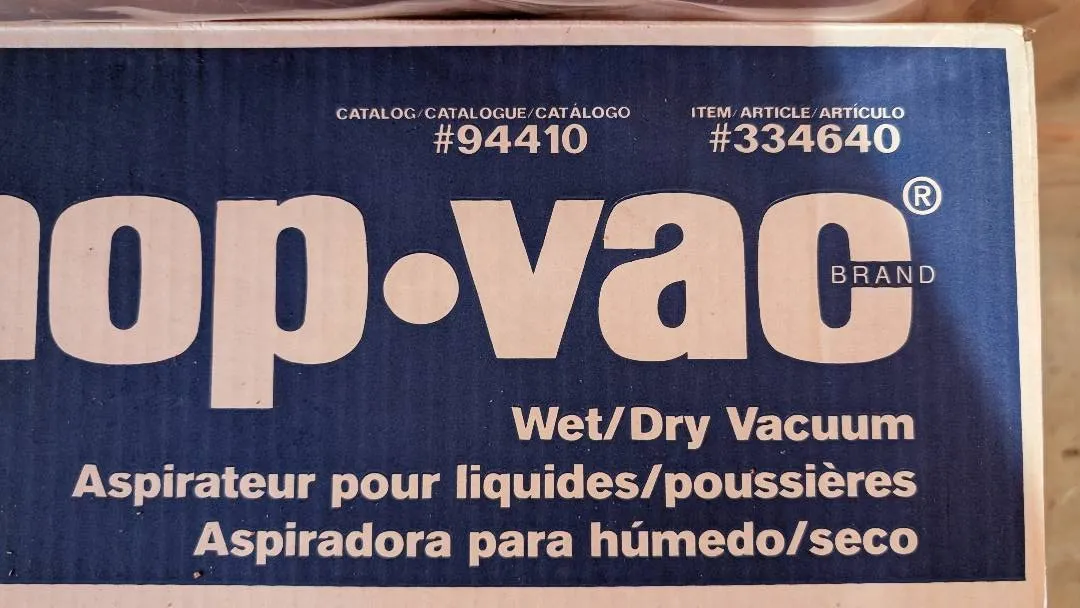 CATALOG/CATALOGUE/CATÁLOGO ITEM/ARTICLE/ARTÍCULO
#94410 #334640
hop·vac®
BRAND
Wet/Dry Vacuum
Aspirateur pour liquides/poussières
Aspiradora para húmedo/seco